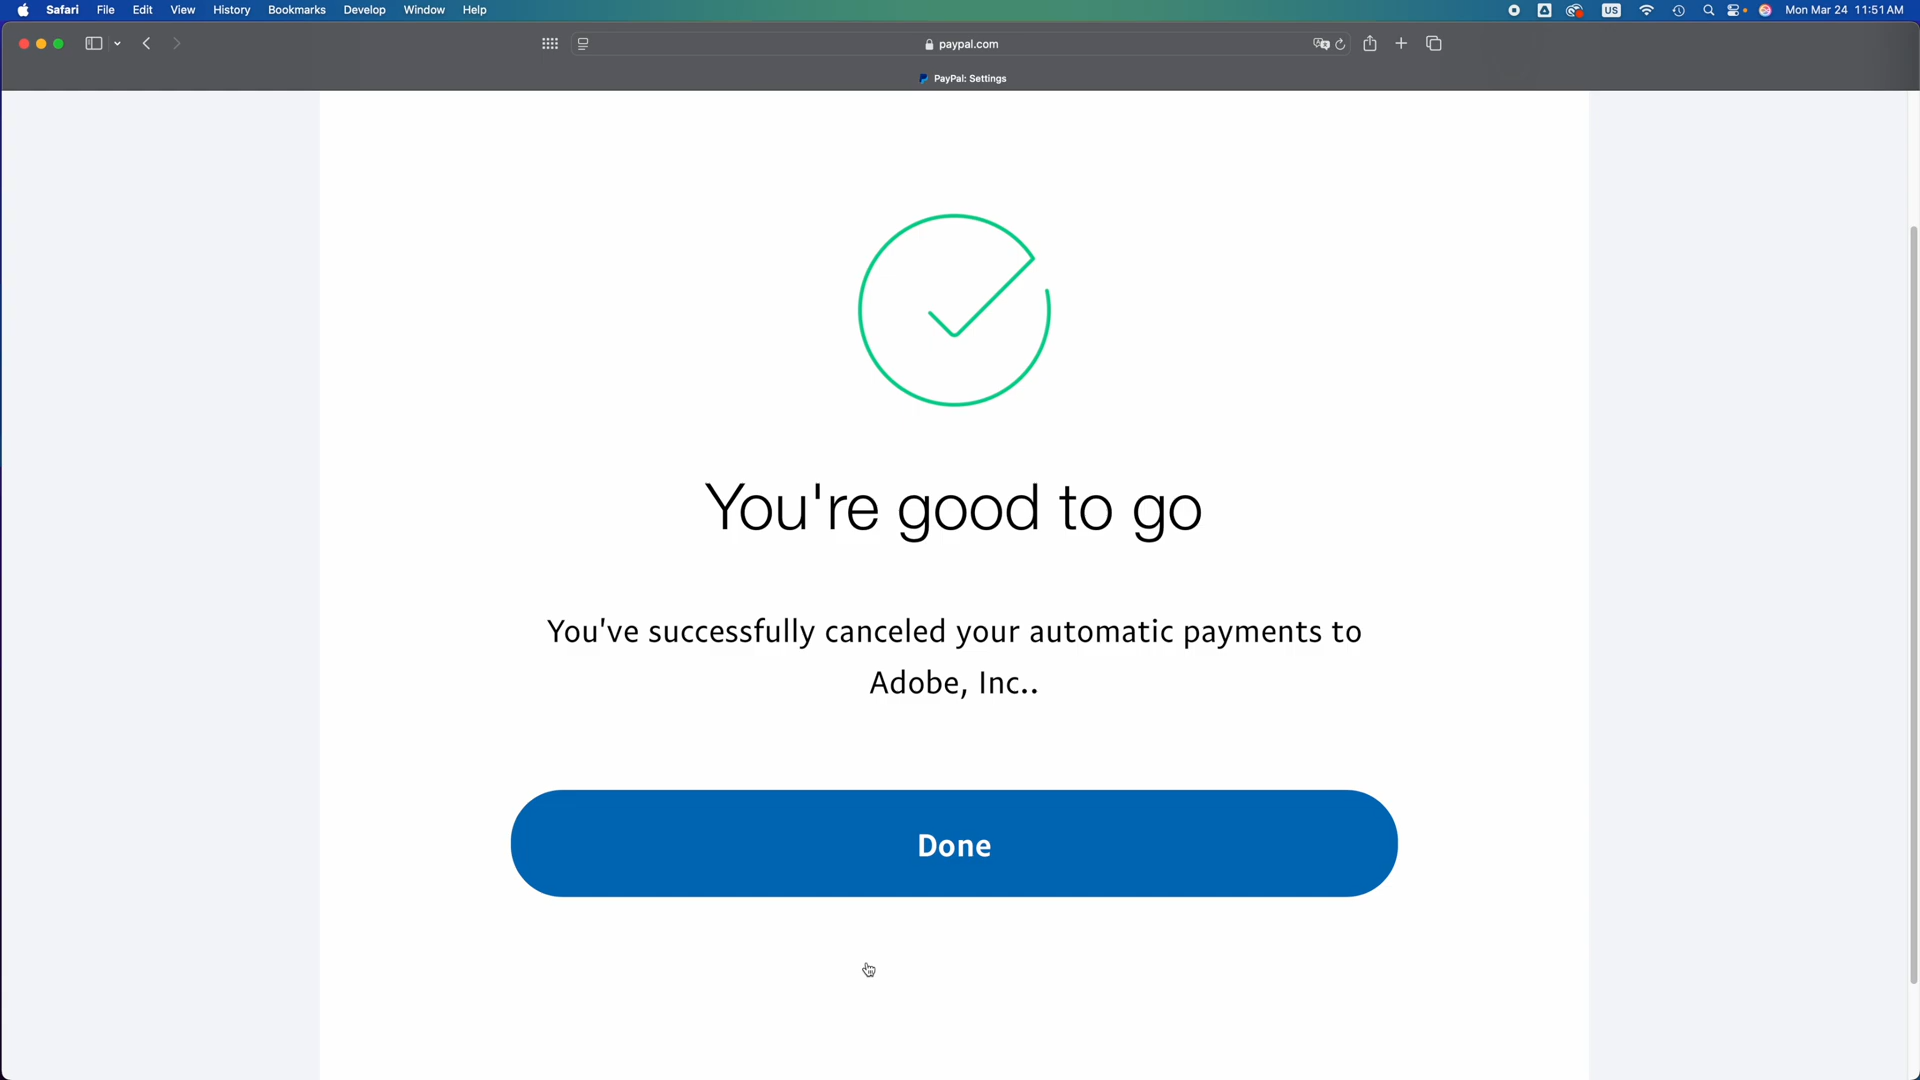 Safari File Edit View History Bookmarks Develop Window Help US Mon Mar 24 11:51 AM
paypal.com
PayPal: Settings
You're good to go
You've successfully canceled your automatic payments to
Adobe, Inc..
Done